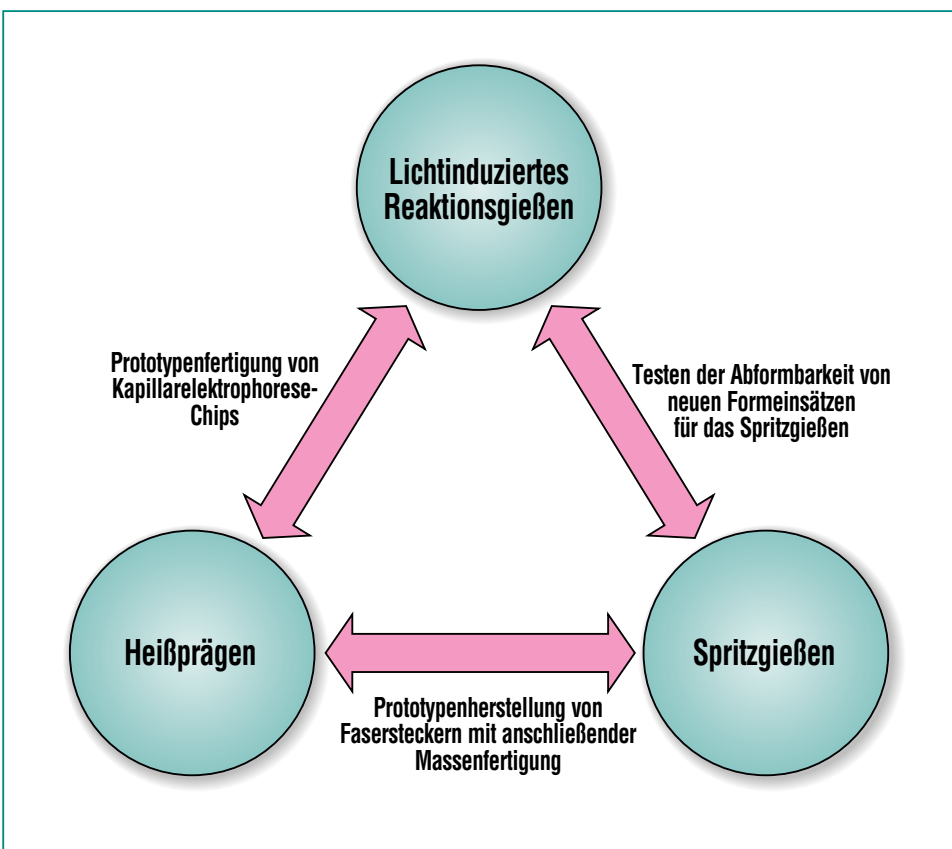 Lichtinduziertes
Reaktionsgießen
Prototypenfertigung von
Kapillarelektrophorese-
Chips
Testen der Abformbarkeit von
neuen Formeinsätzen
für das Spritzgießen
Heißprägen
Spritzgießen
Prototypenherstellung von
Fasersteckern mit anschließender
Massenfertigung